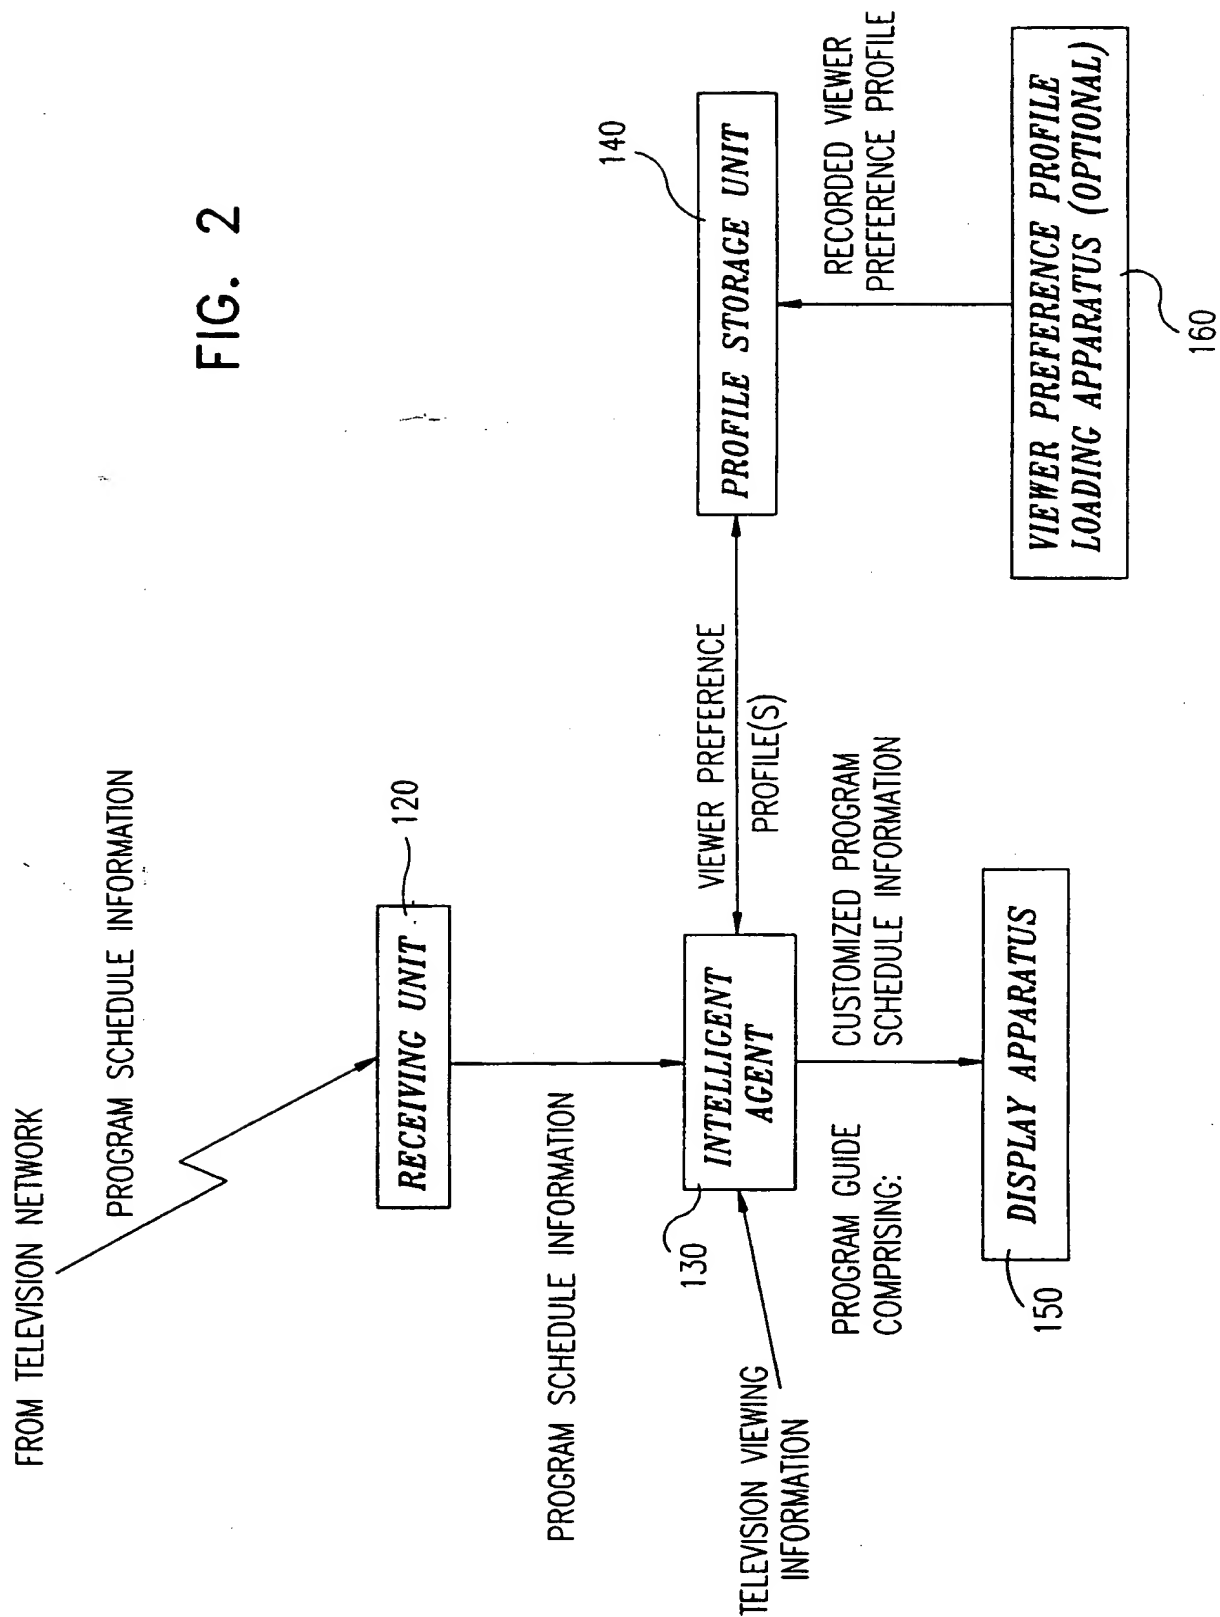 FIG. 2
FROM TELEVISION NETWORK
PROGRAM SCHEDULE INFORMATION
120
RECEIVING UNIT
PROGRAM SCHEDULE INFORMATION
140
PROFILE STORAGE UNIT
VIEWER PREFERENCE
PROFILE(S)
130
INTELLIGENT
AGENT
TELEVISION VIEWING
INFORMATION
RECORDED VIEWER
PREFERENCE PROFILE
PROGRAM GUIDE
COMPRISING:
CUSTOMIZED PROGRAM
SCHEDULE INFORMATION
150
DISPLAY APPARATUS
VIEWER PREFERENCE PROFILE
LOADING APPARATUS (OPTIONAL)
160